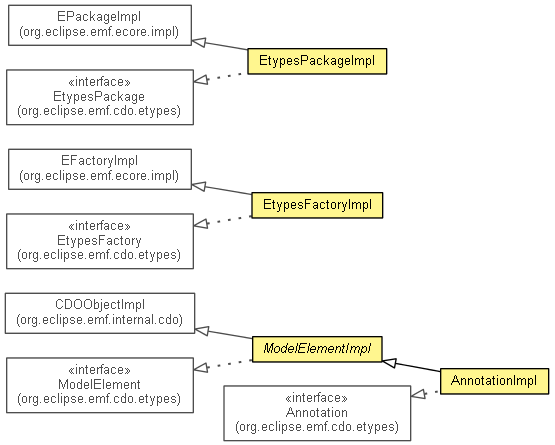 EPackageImpl
(org.eclipse.emf.ecore.impl)
EtypesPackageImpl
«interface»
EtypesPackage
(org.eclipse.emf.cdo.etypes)
EFactoryImpl
(org.eclipse.emf.ecore.impl)
EtypesFactoryImpl
«interface»
EtypesFactory
(org.eclipse.emf.cdo.etypes)
CDOObjectImpl
(org.eclipse.emf.internal.cdo)
ModelElementImpl
«interface»
ModelElement
(org.eclipse.emf.cdo.etypes)
AnnotationImpl
«interface»
Annotation
(org.eclipse.emf.cdo.etypes)